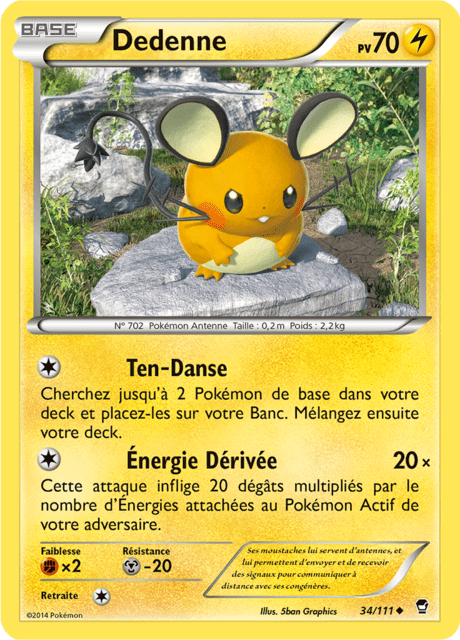 BASE Dedenne PV70
N° 702 Pokémon Antenne Taille : 0,2 m Poids : 2,2 kg
Ten-Danse
Cherchez jusqu'à 2 Pokémon de base dans votre
deck et placez-les sur votre Banc. Mélangez ensuite
votre deck.
Énergie Dérivée 20×
Cette attaque inflige 20 dégâts multipliés par le
nombre d'Énergies attachées au Pokémon Actif de
votre adversaire.
Faiblesse Résistance
×2 -20
Retraite
Ses moustaches lui servent d'antennes, et
lui permettent d'envoyer et de recevoir
des signaux pour communiquer à
distance avec ses congénères.
©2014 Pokémon Illus. 5ban Graphics 34/111